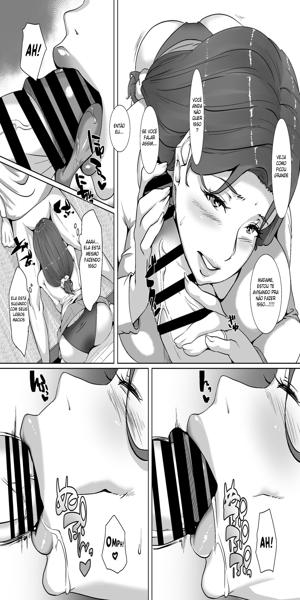 AH!
VOCÊ AINDA
NÃO
QUER
ISSO
?
VEJA
COMO
FICOU
GRANDE
SE VOCÊ
FALAR
ASSIM...
ENTÃO
EU...
MADAME,
ESTOU TE
AVISANDO PRA
NÃO FAZER
ISSO...!!!!
AAAH...
ELA ESTÁ
MESMO
FAZENDO
ISSO
ELA ESTÁ
SUGANDO
COM SEUS
LÁBIOS
MACIOS
AH!
OMPH!